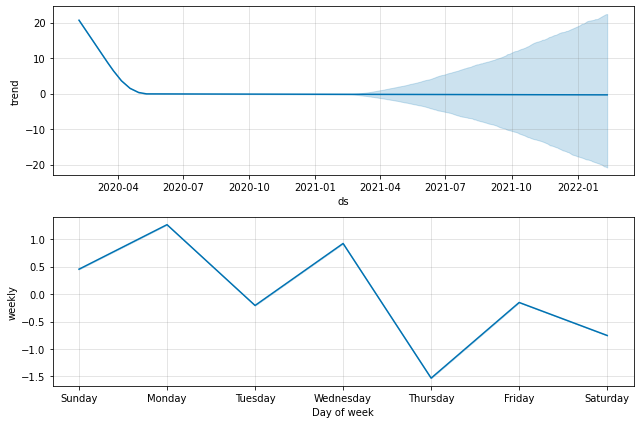 20
10
0
−10
−20
trend
2020-04 2020-07 2020-10 2021-01 2021-04 2021-07 2021-10 2022-01
ds
1.0
0.5
0.0
−0.5
−1.0
−1.5
weekly
Sunday Monday Tuesday Wednesday Thursday Friday Saturday
Day of week